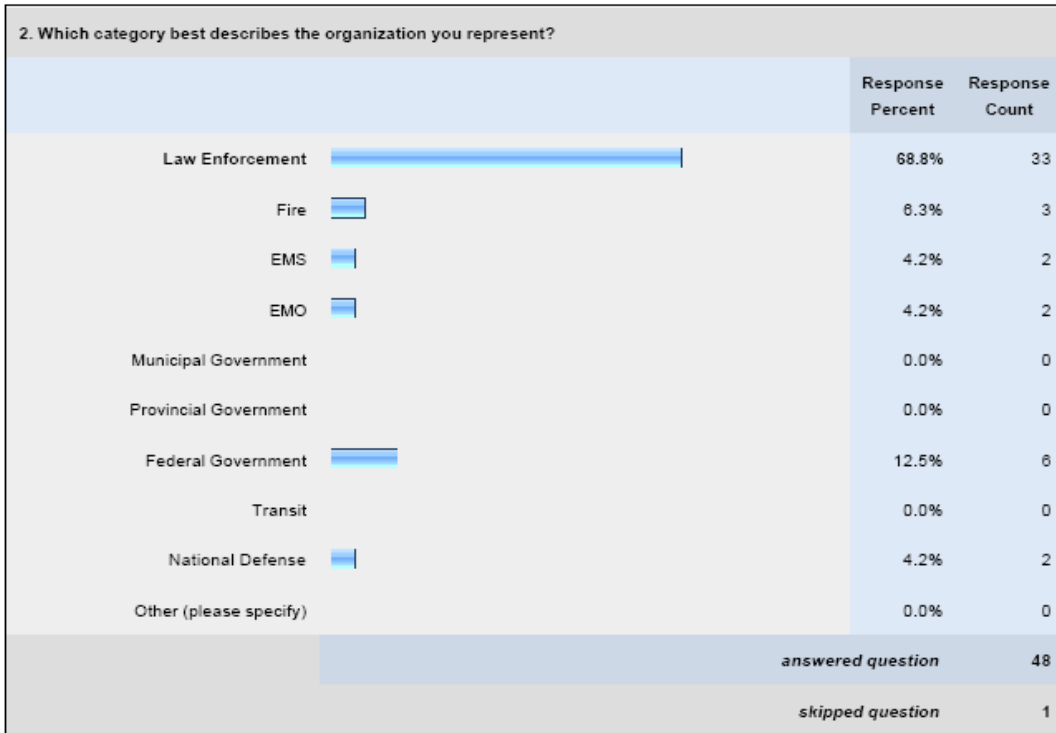 2. Which category best describes the organization you represent?
Response Percent Response Count
Law Enforcement 68.8% 33
Fire 6.3% 3
EMS 4.2% 2
EMO 4.2% 2
Municipal Government 0.0% 0
Provincial Government 0.0% 0
Federal Government 12.5% 6
Transit 0.0% 0
National Defense 4.2% 2
Other (please specify) 0.0% 0
answered question 48
skipped question 1